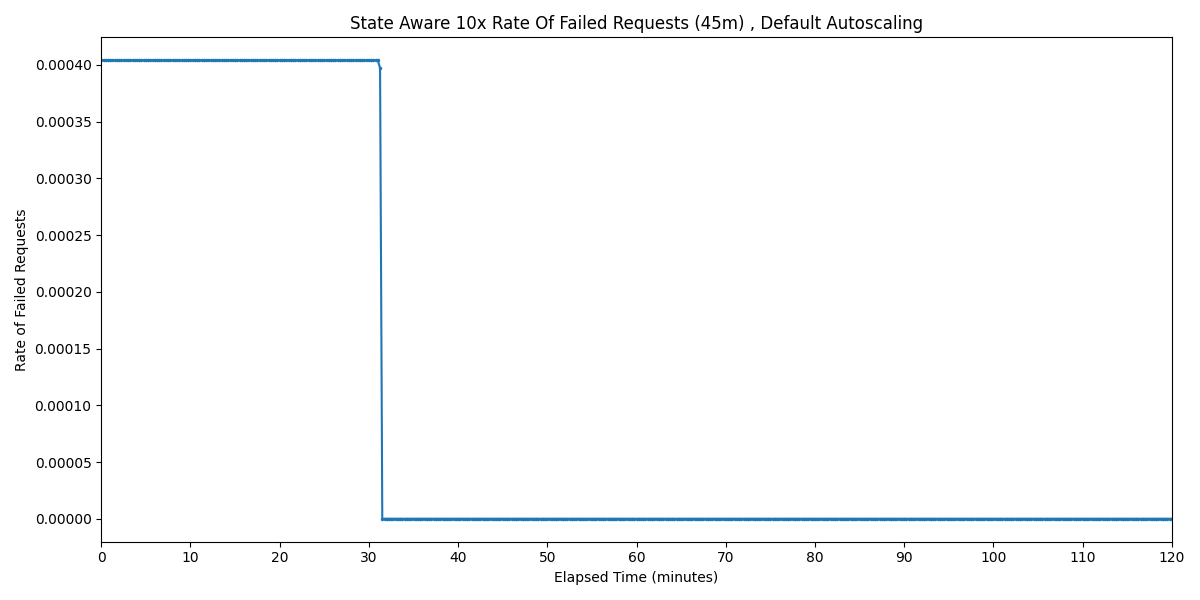 State Aware 10x Rate Of Failed Requests (45m) , Default Autoscaling
0.00040
0.00035
0.00030
0.00025
0.00020
0.00015
0.00010
0.00005
0.00000
Rate of Failed Requests
0 10 20 30 40 50 60 70 80 90 100 110 120
Elapsed Time (minutes)